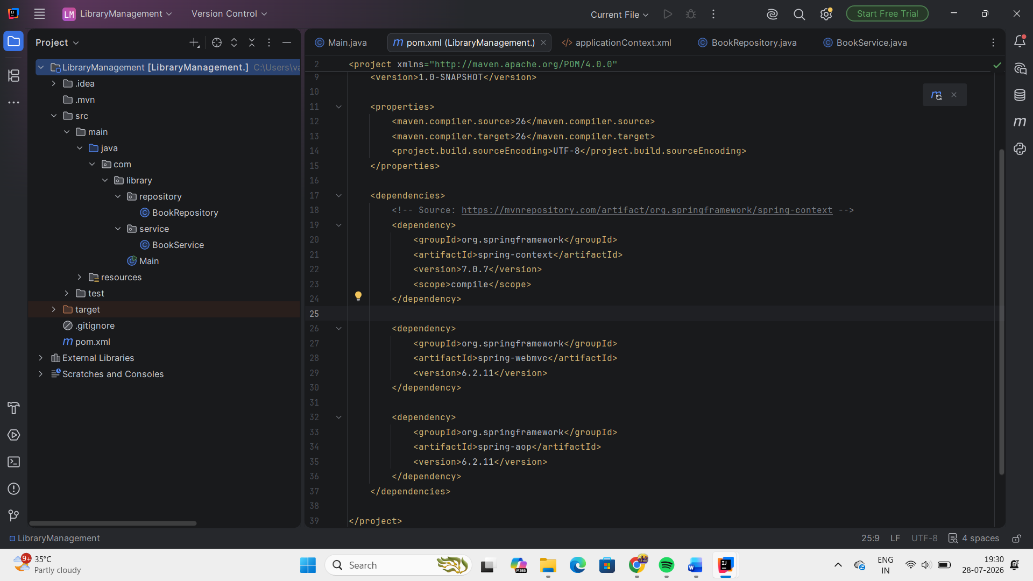 LM LibraryManagement Version Control Current File Start Free Trial
Project
Main.java pom.xml (LibraryManagement.) applicationContext.xml BookRepository.java BookService.java
LibraryManagement [LibraryManagement.] C:\Users\va
.idea
.mvn
src
main
java
com
library
repository
BookRepository
service
BookService
Main
resources
test
target
.gitignore
pom.xml
External Libraries
Scratches and Consoles
2 <project xmlns="http://maven.apache.org/POM/4.0.0"
9 <version>1.0-SNAPSHOT</version>
10
11 <properties>
12 <maven.compiler.source>26</maven.compiler.source>
13 <maven.compiler.target>26</maven.compiler.target>
14 <project.build.sourceEncoding>UTF-8</project.build.sourceEncoding>
15 </properties>
16
17 <dependencies>
18 <!-- Source: https://mvnrepository.com/artifact/org.springframework/spring-context -->
19 <dependency>
20 <groupId>org.springframework</groupId>
21 <artifactId>spring-context</artifactId>
22 <version>7.0.7</version>
23 <scope>compile</scope>
24 </dependency>
25
26 <dependency>
27 <groupId>org.springframework</groupId>
28 <artifactId>spring-webmvc</artifactId>
29 <version>6.2.11</version>
30 </dependency>
31
32 <dependency>
33 <groupId>org.springframework</groupId>
34 <artifactId>spring-aop</artifactId>
35 <version>6.2.11</version>
36 </dependency>
37 </dependencies>
38
39 </project>
LibraryManagement 25:9 LF UTF-8 4 spaces
35°C
Partly cloudy
Search
ENG
IN
19:30
28-07-2026